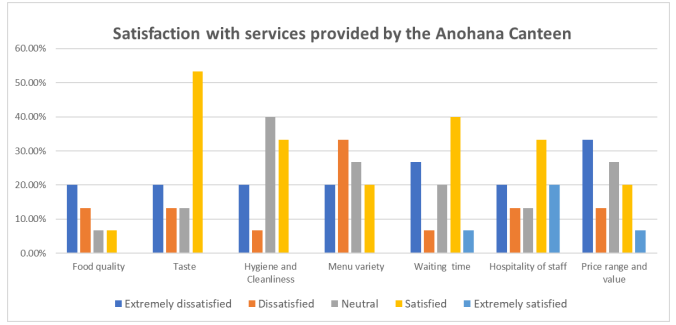 Satisfaction with services provided by the Anohana Canteen
60.00%
50.00%
40.00%
30.00%
20.00%
10.00%
0.00%
Food quality
Taste
Hygiene and
Cleanliness
Menu variety
Waiting time
Hospitality of staff
Price range and
value
Extremely dissatisfied
Dissatisfied
Neutral
Satisfied
Extremely satisfied